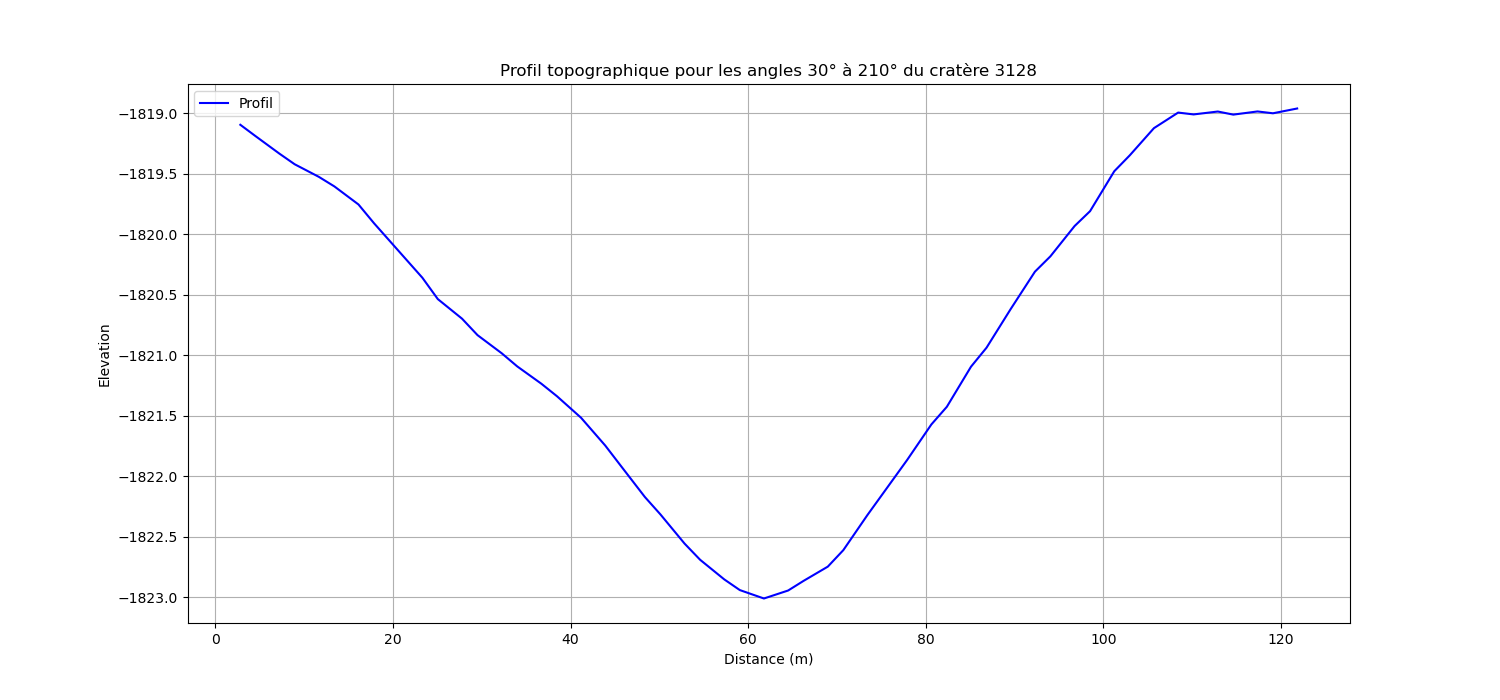 Profil topographique pour les angles 30° à 210° du cratère 3128
Profil
−1819.0
−1819.5
−1820.0
−1820.5
−1821.0
−1821.5
−1822.0
−1822.5
−1823.0
Elevation
0 20 40 60 80 100 120
Distance (m)